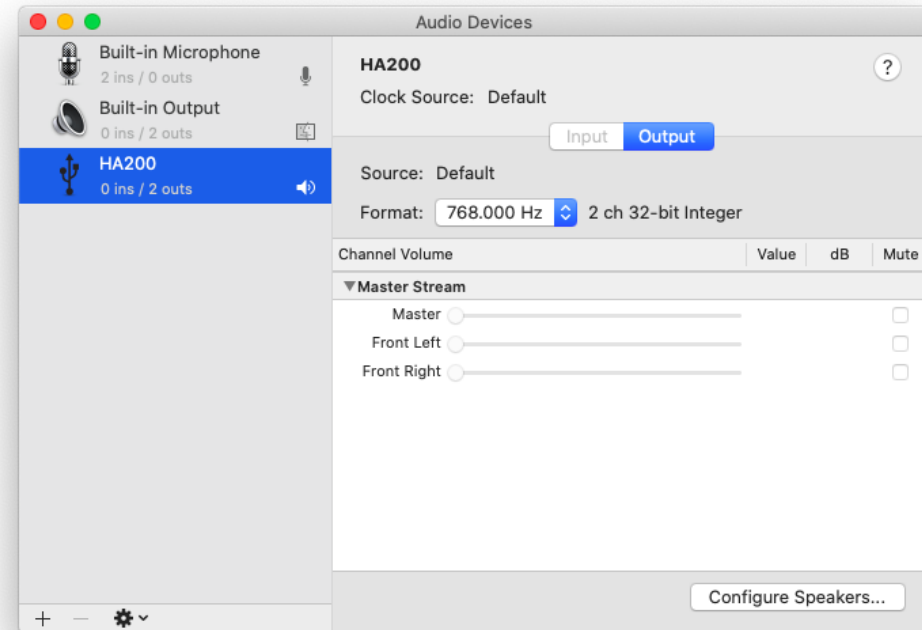 Audio Devices
Built-in Microphone
2 ins / 0 outs
Built-in Output
0 ins / 2 outs
HA200
0 ins / 2 outs
HA200
?
Clock Source: Default
Input Output
Source: Default
Format: 768.000 Hz 2 ch 32-bit Integer
Channel Volume Value dB Mute
Master Stream
Master
Front Left
Front Right
Configure Speakers...